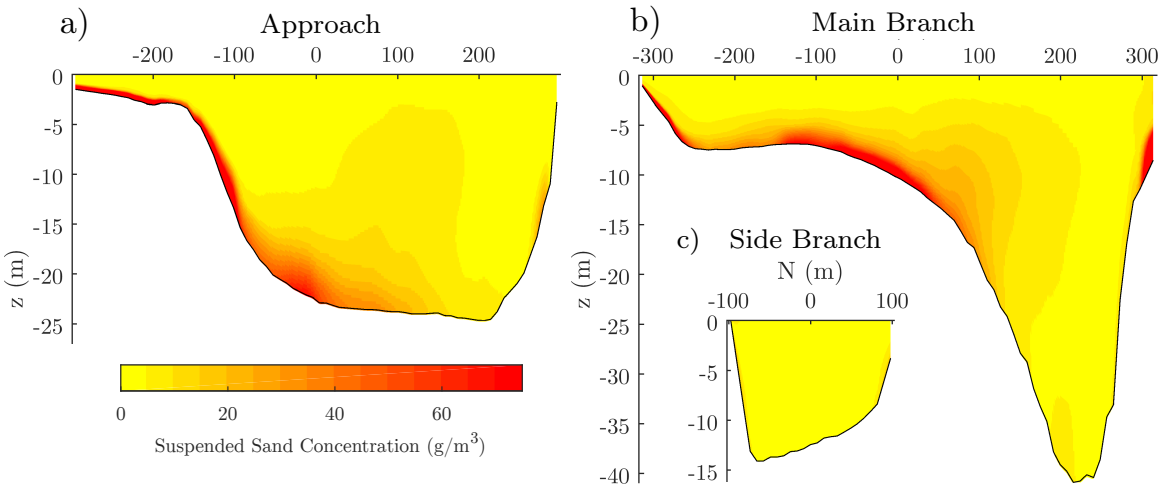 a) Approach
-200 -100 0 100 200
0
-5
-10
-15
-20
-25
z (m)
0 20 40 60
Suspended Sand Concentration (g/m³)
b) Main Branch
-300 -200 -100 0 100 200 300
0
-5
-10
-15
-20
-25
-30
-35
-40
z (m)
c) Side Branch
N (m)
-100 0 100
0
-5
-10
-15